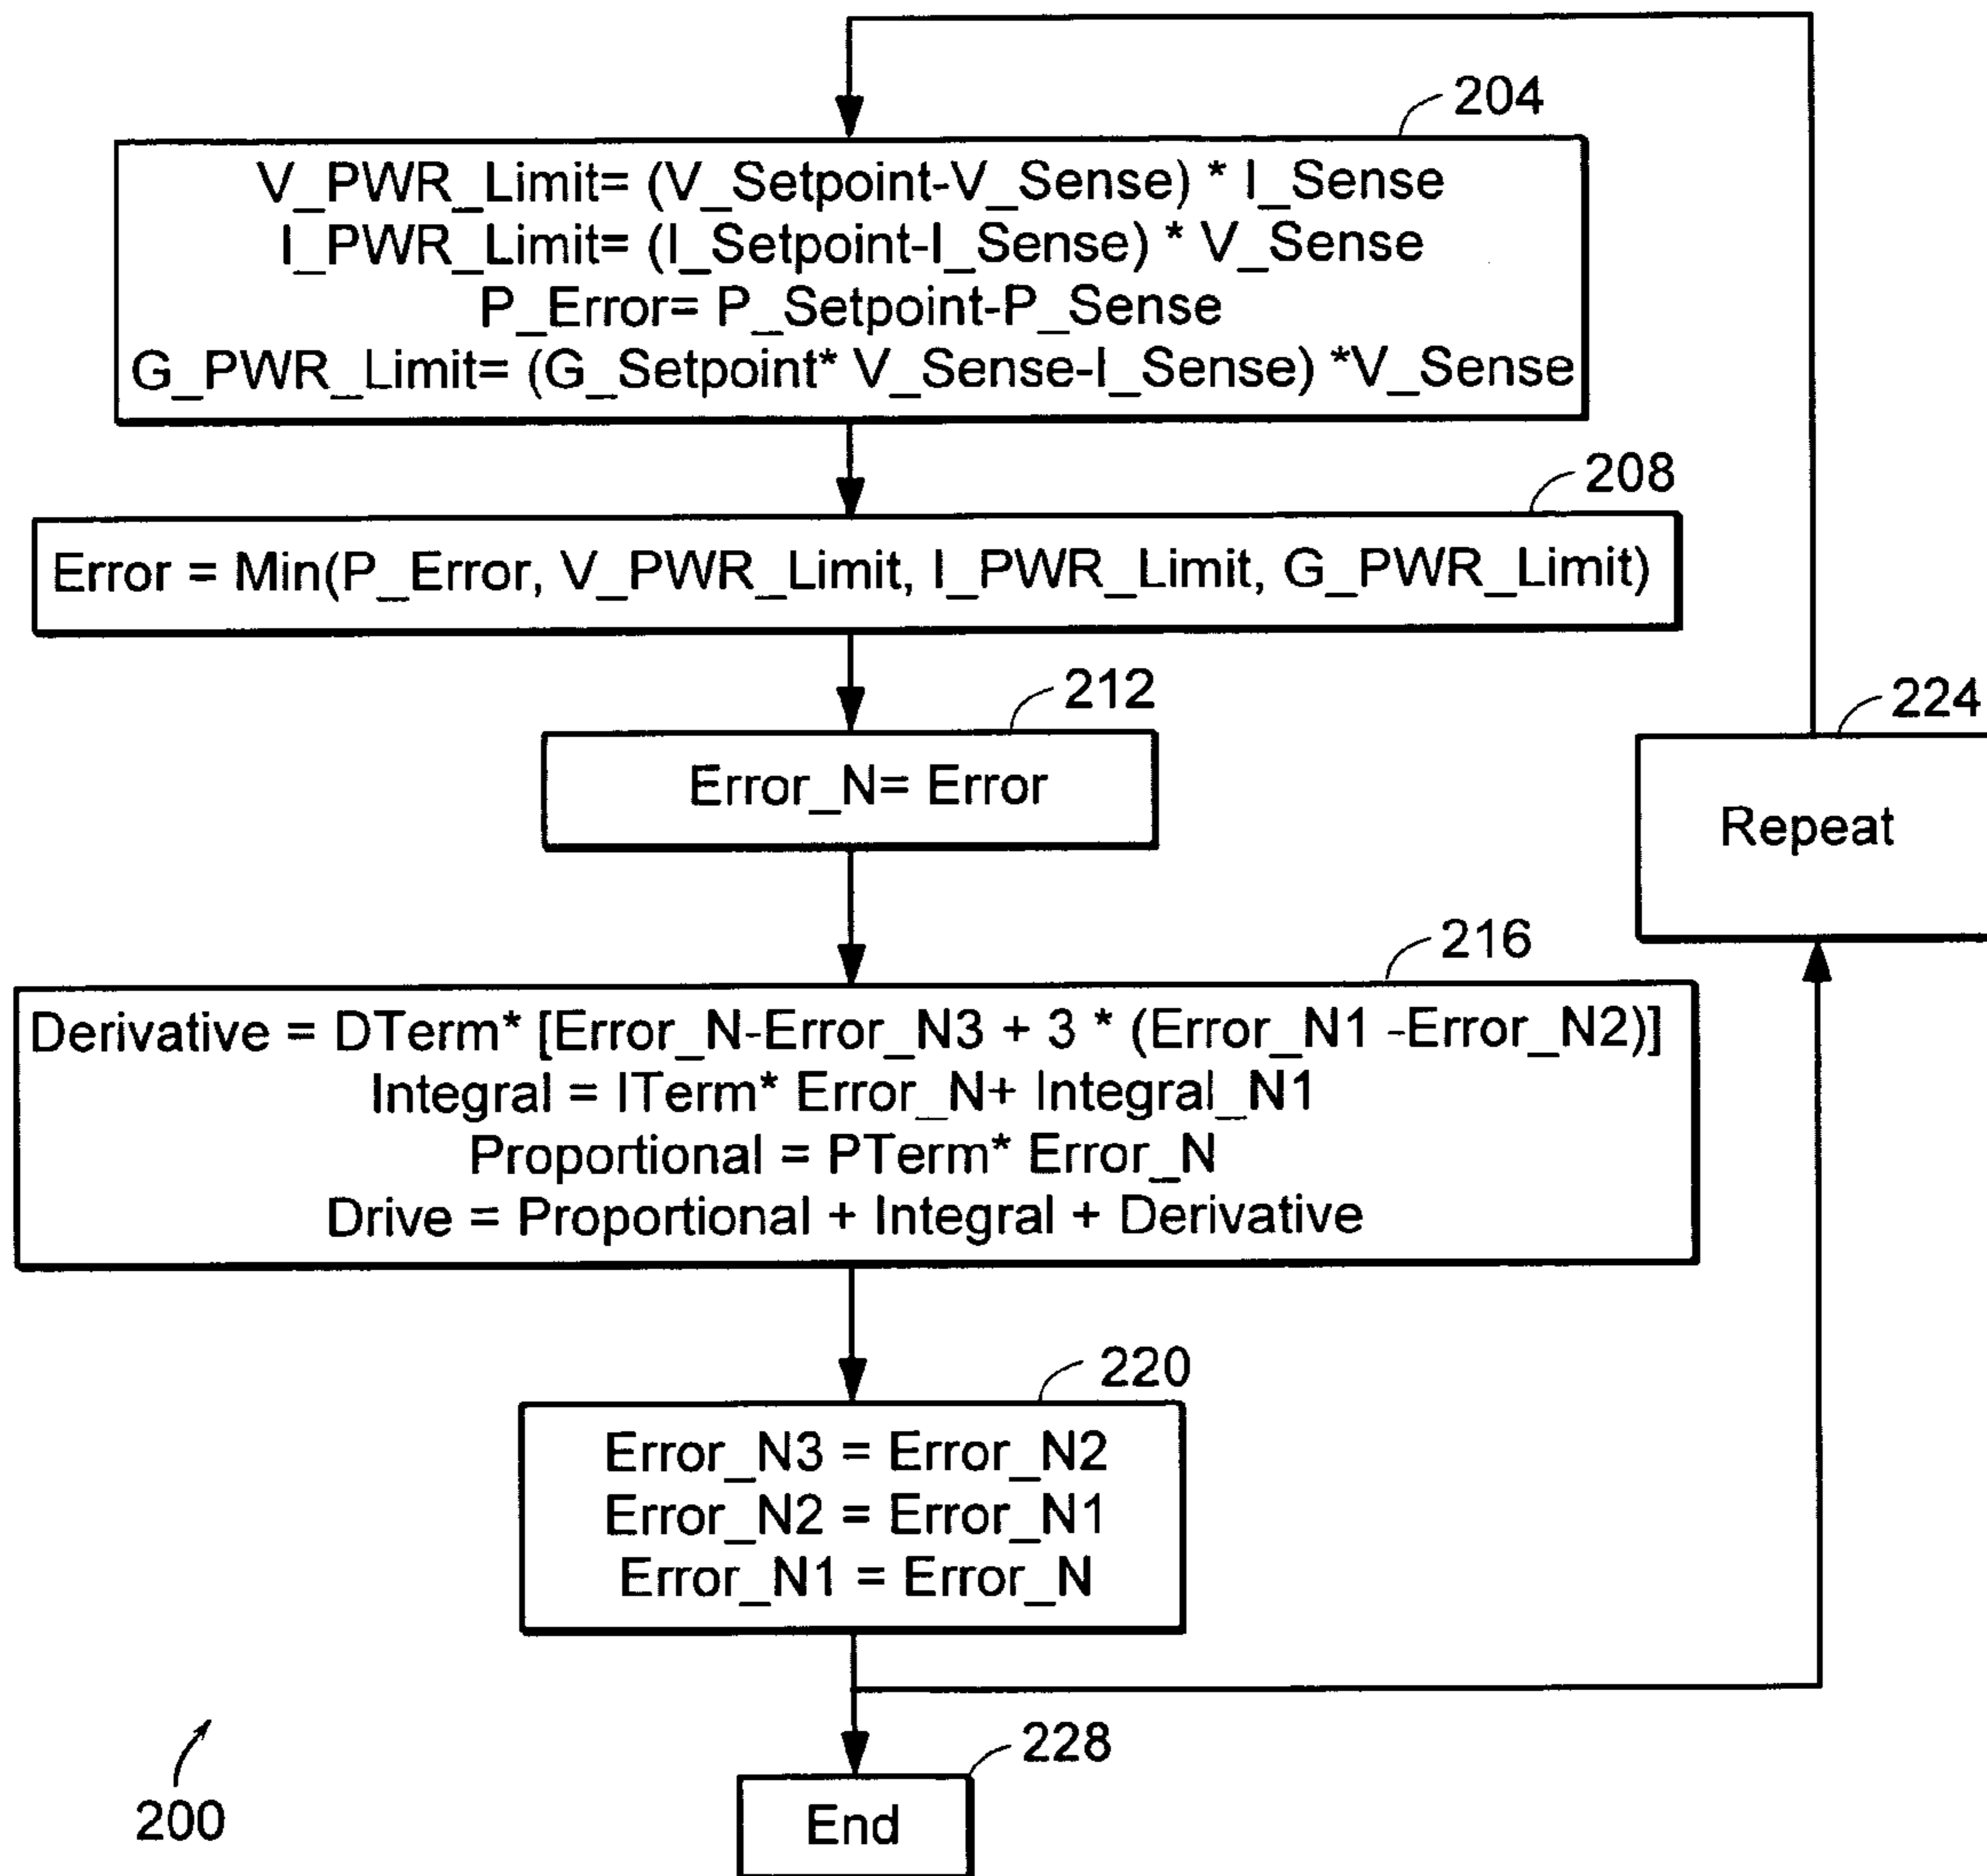 204
V_PWR_Limit= (V_Setpoint-V_Sense) * I_Sense
I_PWR_Limit= (I_Setpoint-I_Sense) * V_Sense
P_Error= P_Setpoint-P_Sense
G_PWR_Limit= (G_Setpoint* V_Sense-I_Sense) *V_Sense
208
Error = Min(P_Error, V_PWR_Limit, I_PWR_Limit, G_PWR_Limit)
212
Error_N= Error
224
Repeat
216
Derivative = DTerm* [Error_N-Error_N3 + 3 * (Error_N1 -Error_N2)]
Integral = ITerm* Error_N+ Integral_N1
Proportional = PTerm* Error_N
Drive = Proportional + Integral + Derivative
220
Error_N3 = Error_N2
Error_N2 = Error_N1
Error_N1 = Error_N
228
End
200